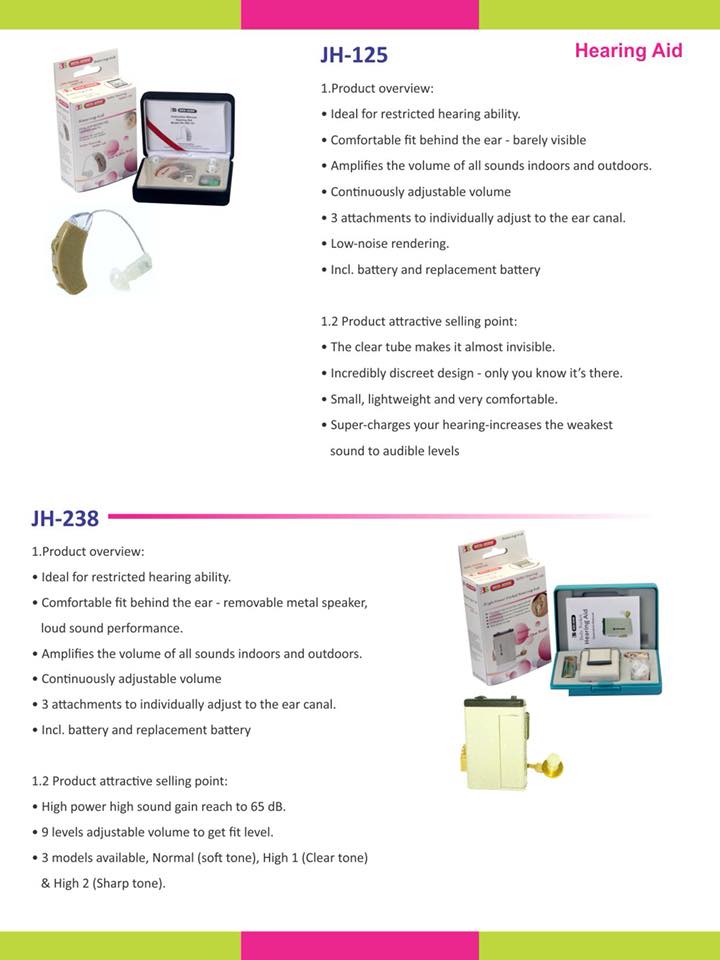 JH-125
Hearing Aid
1.Product overview:
• Ideal for restricted hearing ability.
• Comfortable fit behind the ear - barely visible
• Amplifies the volume of all sounds indoors and outdoors.
• Continuously adjustable volume
• 3 attachments to individually adjust to the ear canal.
• Low-noise rendering.
• Incl. battery and replacement battery
1.2 Product attractive selling point:
• The clear tube makes it almost invisible.
• Incredibly discreet design - only you know it's there.
• Small, lightweight and very comfortable.
• Super-charges your hearing-increases the weakest
sound to audible levels
JH-238
1.Product overview:
• Ideal for restricted hearing ability.
• Comfortable fit behind the ear - removable metal speaker,
loud sound performance.
• Amplifies the volume of all sounds indoors and outdoors.
• Continuously adjustable volume
• 3 attachments to individually adjust to the ear canal.
• Incl. battery and replacement battery
1.2 Product attractive selling point:
• High power high sound gain reach to 65 dB.
• 9 levels adjustable volume to get fit level.
• 3 models available, Normal (soft tone), High 1 (Clear tone)
& High 2 (Sharp tone).
Hearing Aid
Hearing Aid
Hearing Aid
Hearing Aid